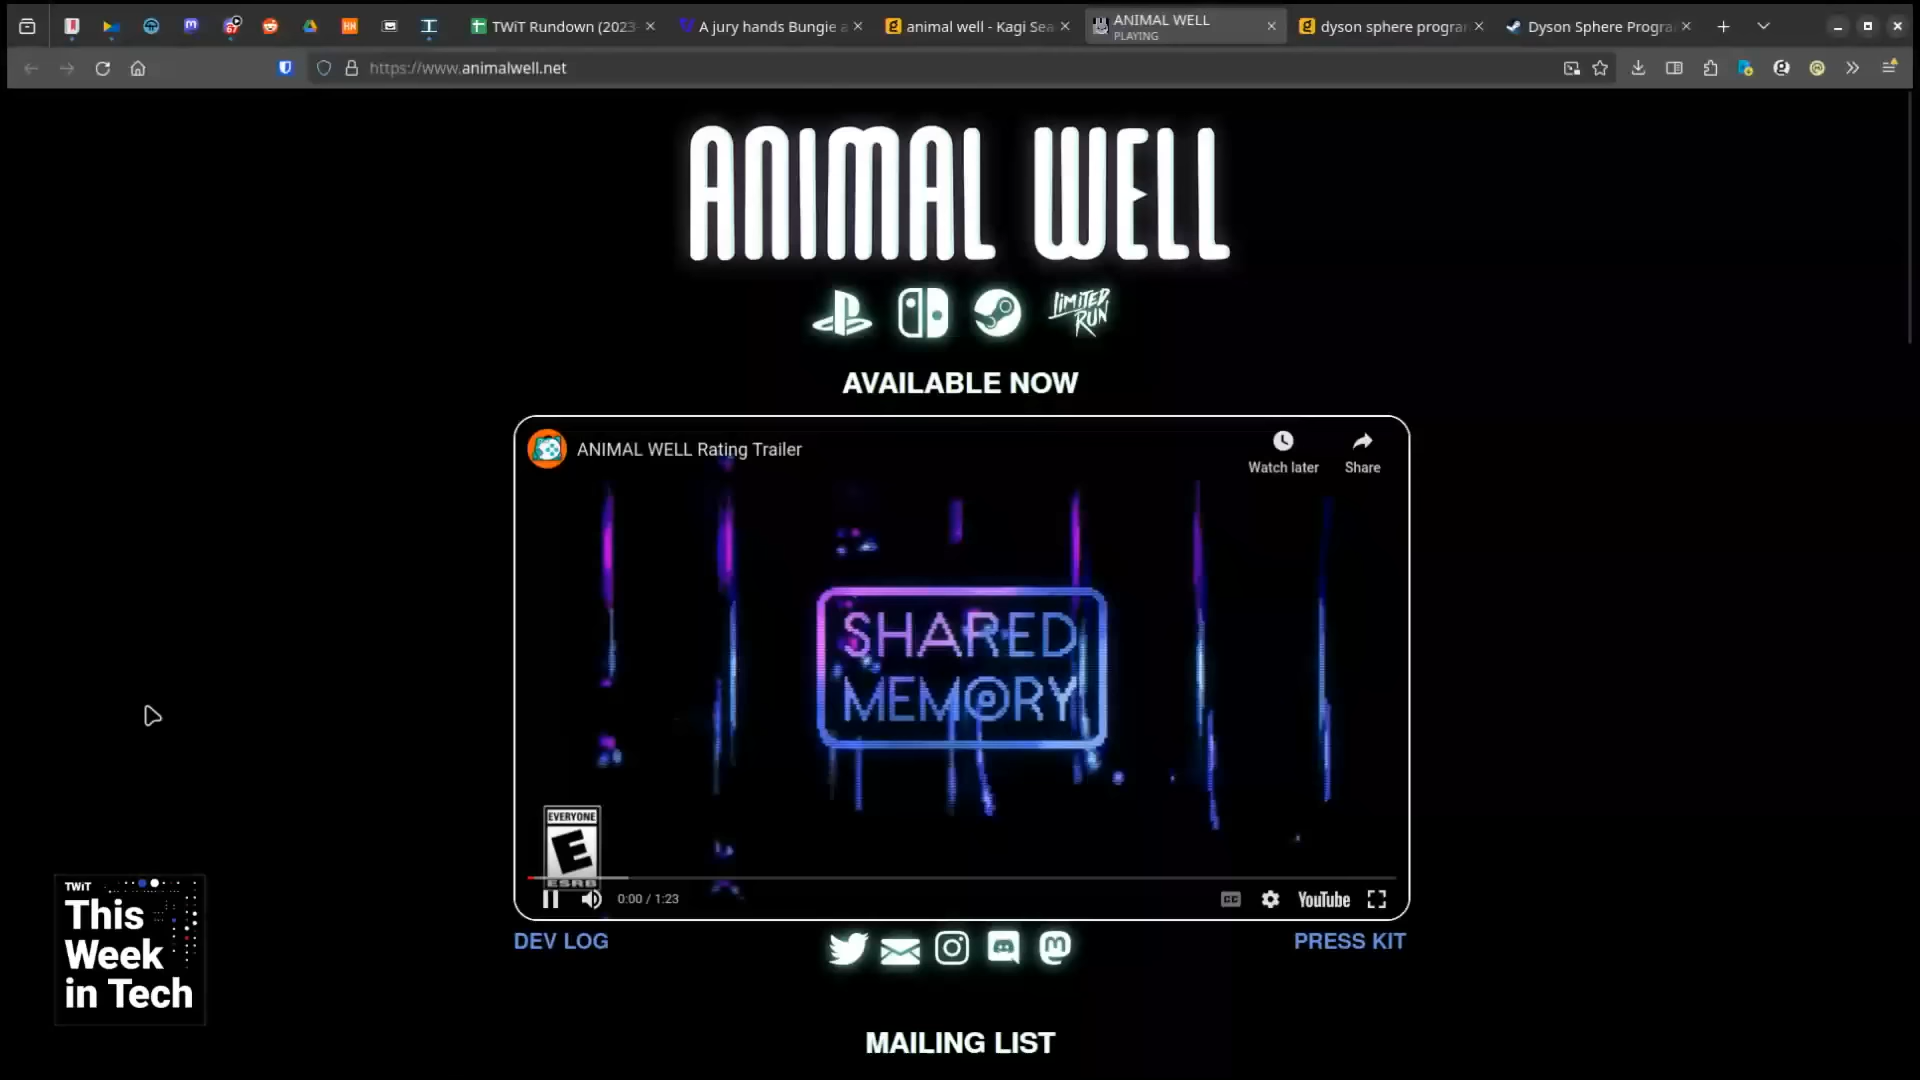 TWiT Rundown (2023-
A jury hands Bungie a
animal well - Kagi Sea
ANIMAL WELL
PLAYING
dyson sphere program
Dyson Sphere Progra
https://www.animalwell.net
ANIMAL WELL
LIMITED
RUN
AVAILABLE NOW
ANIMAL WELL Rating Trailer
Watch later
Share
SHARED
MEMORY
EVERYONE
E
ESRB
0:00 / 1:23
CC
YouTube
DEV LOG
PRESS KIT
TWiT
This
Week
in Tech
MAILING LIST